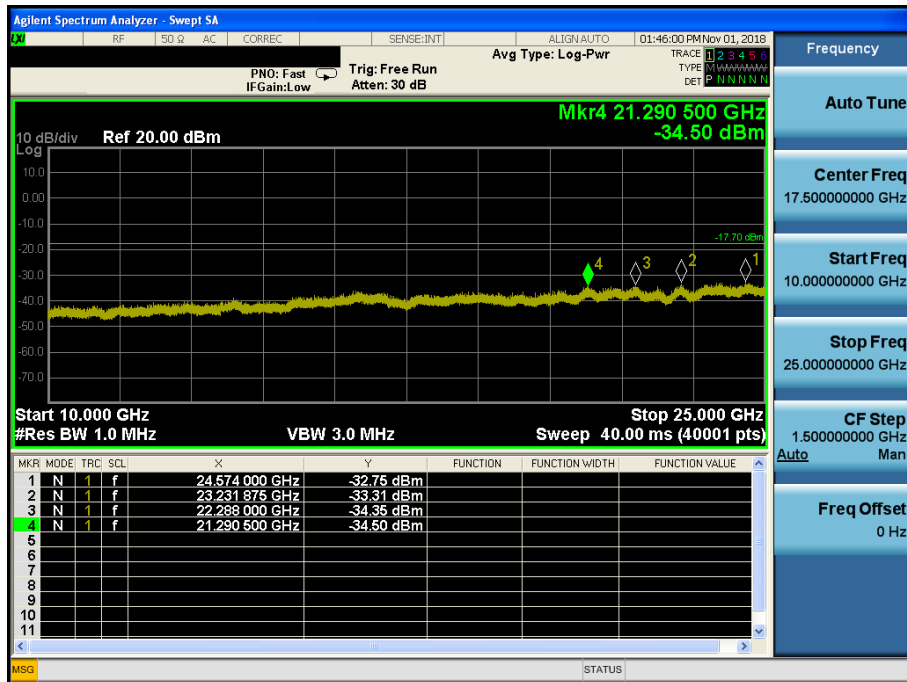 Agilent Spectrum Analyzer - Swept SA
LXI RF 50 Ω AC CORREC SENSE:INT ALIGN AUTO 01:46:00 PM Nov 01, 2018
Avg Type: Log-Pwr
TRACE 1 2 3 4 5 6
TYPE M WWWWW
DET P N N N N N
PNO: Fast
IFGain:Low
Trig: Free Run
Atten: 30 dB
Mkr4 21.290 500 GHz
-34.50 dBm
10 dB/div Ref 20.00 dBm
Log
10.0
0.00
-10.0
-20.0
-30.0
-40.0
-50.0
-60.0
-70.0
-17.70 dBm
4 3 2 1
Start 10.000 GHz Stop 25.000 GHz
#Res BW 1.0 MHz VBW 3.0 MHz Sweep 40.00 ms (40001 pts)
MKR MODE TRC SCL X Y FUNCTION FUNCTION WIDTH FUNCTION VALUE
1 N 1 f 24.574 000 GHz -32.75 dBm
2 N 1 f 23.231 875 GHz -33.31 dBm
3 N 1 f 22.288 000 GHz -34.35 dBm
4 N 1 f 21.290 500 GHz -34.50 dBm
5
6
7
8
9
10
11
MSG STATUS
Frequency
Auto Tune
Center Freq
17.500000000 GHz
Start Freq
10.000000000 GHz
Stop Freq
25.000000000 GHz
CF Step
1.500000000 GHz
Auto Man
Freq Offset
0 Hz